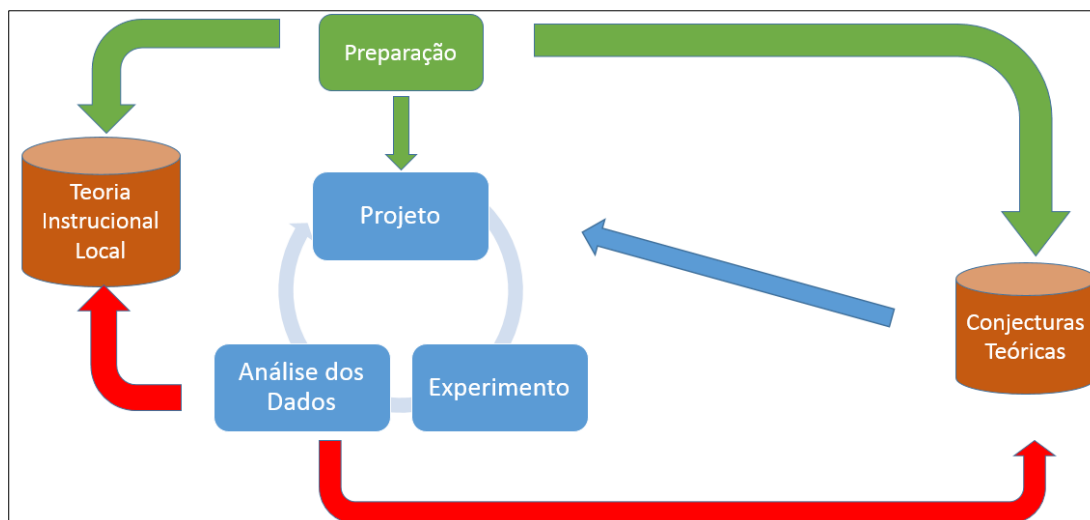 Preparação
Teoria
Instrucional
Local
Projeto
Conjecturas
Teóricas
Análise dos
Dados
Experimento